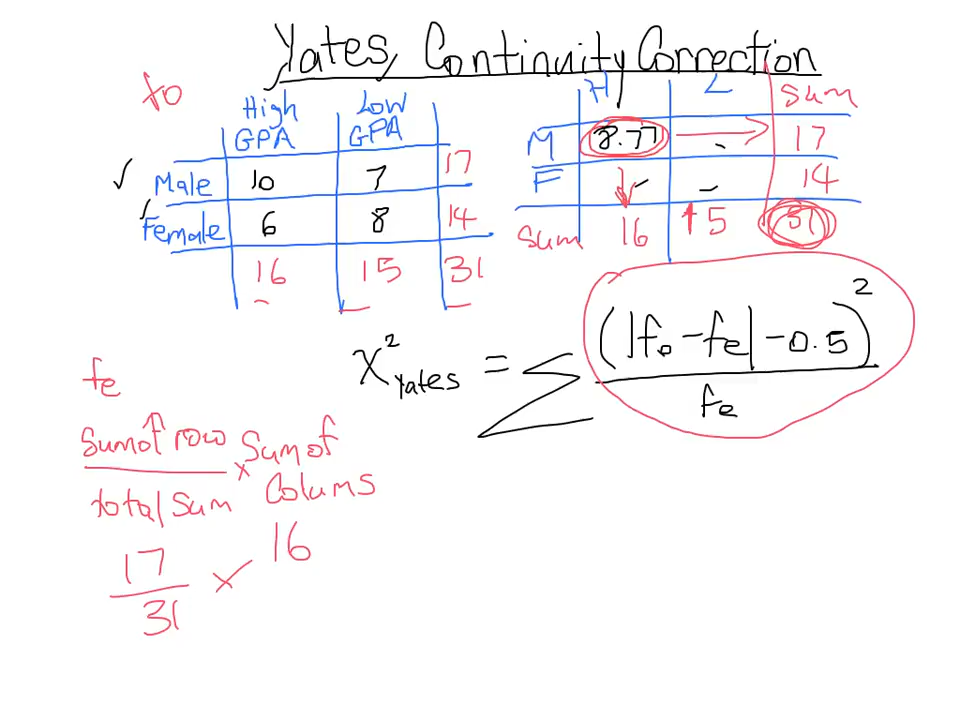 Yates, Continuity Correction
fo
High GPA Low GPA
Male 10 7 17
Female 6 8 14
16 15 31
H L Sum
M 8.77 17
F 14
Sum 16 15 31
χ²Yates = Σ (|fo - fe| - 0.5)² / fe
fe
Sum of row / total Sum × Sum of Colums
17 / 31 × 16